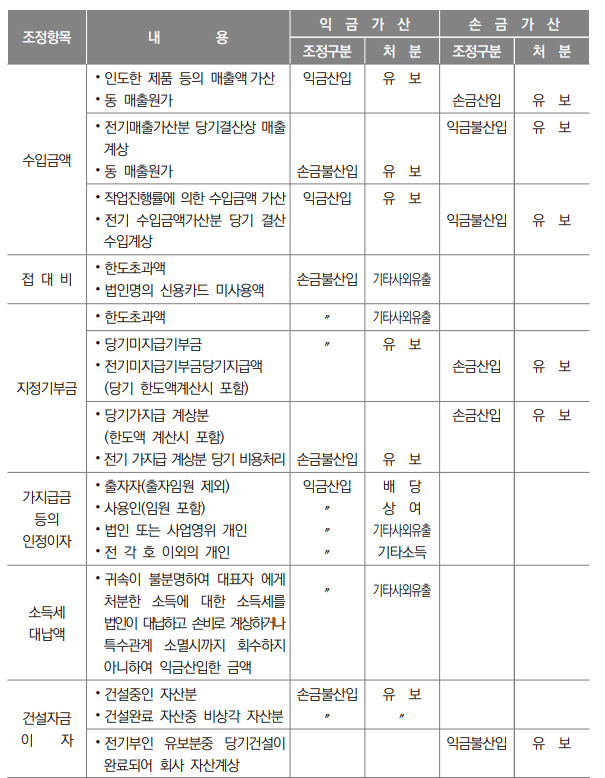 조정항목 내 용 익 금 가 산 손 금 가 산
조정구분 처 분 조정구분 처 분
수입금액
• 인도한 제품 등의 매출액 가산 익금산입 유 보
• 동 매출원가 손금산입 유 보
• 전기매출가산분 당기결산상 매출 익금불산입 유 보
계상
• 동 매출원가 손금불산입 유 보
• 작업진행률에 의한 수입금액 가산 익금산입 유 보
• 전기 수입금액가산분 당기 결산 익금불산입 유 보
수입계상
접 대 비
• 한도초과액
• 법인명의 신용카드 미사용액
손금불산입 기타사외유출
지정기부금
• 한도초과액 〃 기타사외유출
• 당기미지급기부금 〃 유 보
• 전기미지급기부금당기지급액 손금산입 유 보
(당기 한도액계산시 포함)
• 당기가지급 계상분 손금산입 유 보
(한도액 계산시 포함)
• 전기 가지급 계상분 당기 비용처리 손금불산입 유 보
가지급금
등의
인정이자
• 출자자(출자임원 제외) 익금산입 배 당
• 사용인(임원 포함) 〃 상 여
• 법인 또는 사업영위 개인 〃 기타사외유출
• 전 각 호 이외의 개인 〃 기타소득
소득세
대납액
• 귀속이 불분명하여 대표자 에게 〃 기타사외유출
처분한 소득에 대한 소득세를
법인이 대납하고 손비로 계상하거나
특수관계 소멸시까지 회수하지
아니하여 익금산입한 금액
건설자금
이 자
• 건설중인 자산분 손금불산입 유 보
• 건설완료 자산중 비상각 자산분 〃 〃
• 전기부인 유보분중 당기건설이 익금불산입 유 보
완료되어 회사 자산계상